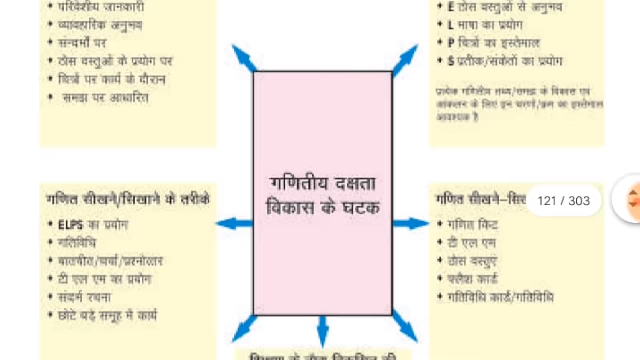 * परिवेशीय जानकारी
* व्यावहारिक अनुभव
* सन्दर्भों पर
* ठोस वस्तुओं के प्रयोग पर
* चित्रों पर कार्य के दौरान
* समझ पर आधारित
* E ठोस वस्तुओं से अनुभव
* L भाषा का प्रयोग
* P चित्रों का इस्तेमाल
* S प्रतीक/संकेतों का प्रयोग
प्रत्येक गणितीय तथ्य/समझ के विकास एवं
आंकलन के लिए इन चरणों/क्रम का इस्तेमाल
आवश्यक है
गणितीय दक्षता
विकास के घटक
गणित सीखने/सिखाने के तरीके
* ELPS का प्रयोग
* गतिविधि
* बातचीत/चर्चा/प्रश्नोत्तर
* टी एल एम का प्रयोग
* संदर्भ रचना
* छोटे बड़े समूह में कार्य
गणित सीखने–सि
121 / 303
* गणित किट
* टी एल एम
* ठोस वस्तुएं
* फ्लैश कार्ड
* गतिविधि कार्ड/गतिविधि